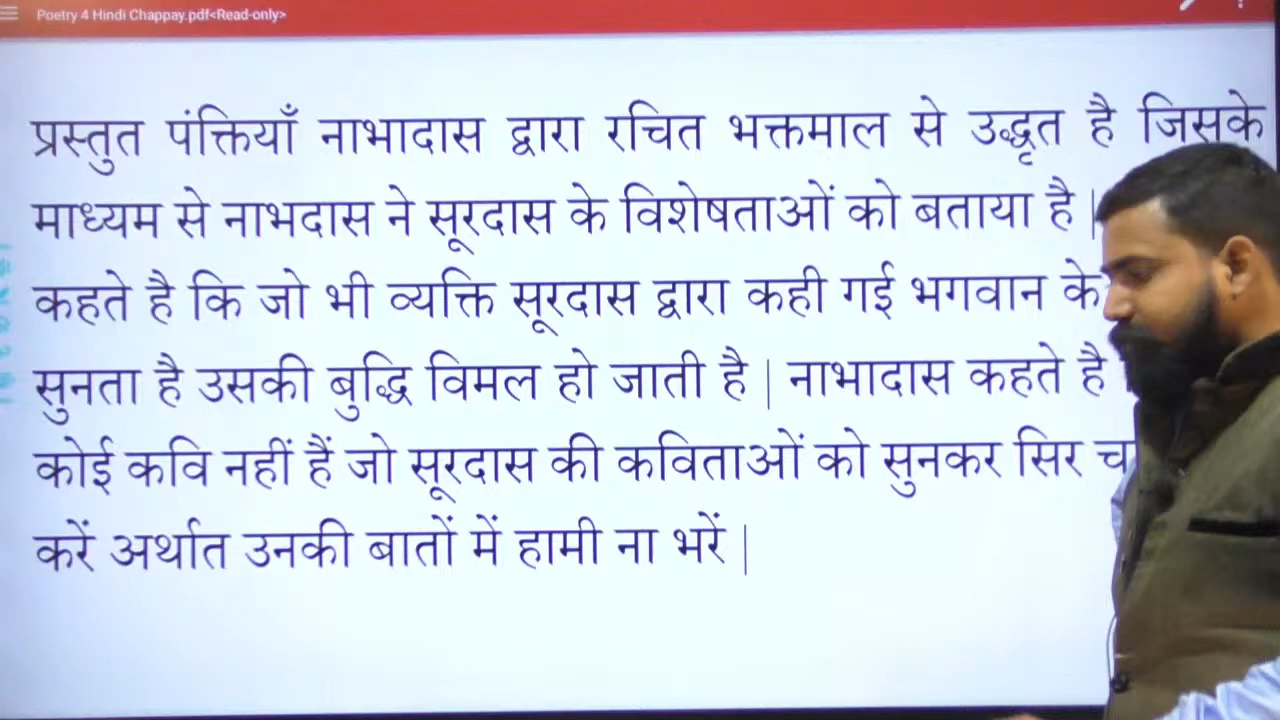 Poetry 4 Hindi Chappay.pdf<Read-only>
प्रस्तुत पंक्तियाँ नाभादास द्वारा रचित भक्तमाल से उद्धृत है जिसके
माध्यम से नाभदास ने सूरदास के विशेषताओं को बताया है |
कहते है कि जो भी व्यक्ति सूरदास द्वारा कही गई भगवान के
सुनता है उसकी बुद्धि विमल हो जाती है | नाभादास कहते है
कोई कवि नहीं हैं जो सूरदास की कविताओं को सुनकर सिर
करें अर्थात उनकी बातों में हामी ना भरें |